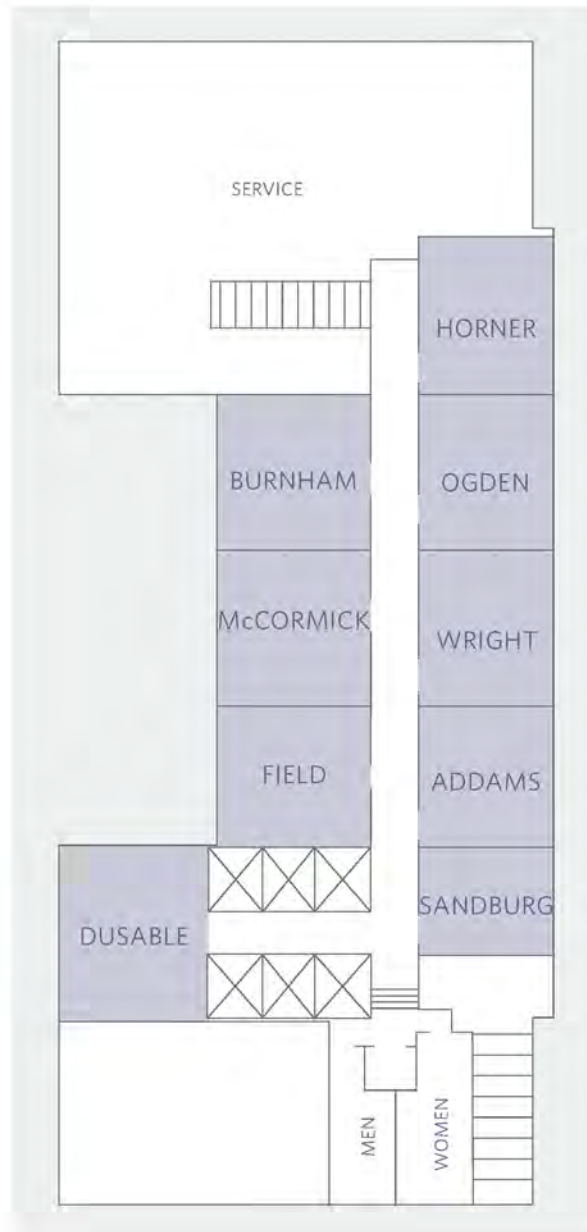 SERVICE
HORNER
BURNHAM
OGDEN
McCORMICK
WRIGHT
FIELD
ADDAMS
SANDBURG
DUSABLE
MEN
WOMEN